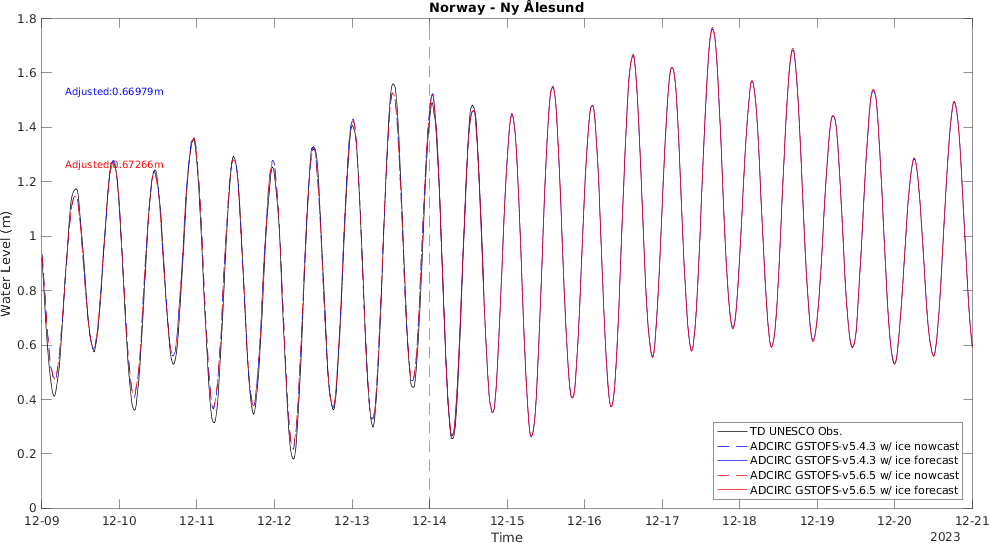 Norway - Ny Ålesund
Water Level (m)
1.8
1.6
1.4
1.2
1
0.8
0.6
0.4
0.2
0
Adjusted:0.66979m
Adjusted:0.67266m
TD UNESCO Obs.
ADCIRC GSTOFS-v5.4.3 w/ ice nowcast
ADCIRC GSTOFS-v5.4.3 w/ ice forecast
ADCIRC GSTOFS-v5.6.5 w/ ice nowcast
ADCIRC GSTOFS-v5.6.5 w/ ice forecast
12-09 12-10 12-11 12-12 12-13 12-14 12-15 12-16 12-17 12-18 12-19 12-20 12-21
Time
2023